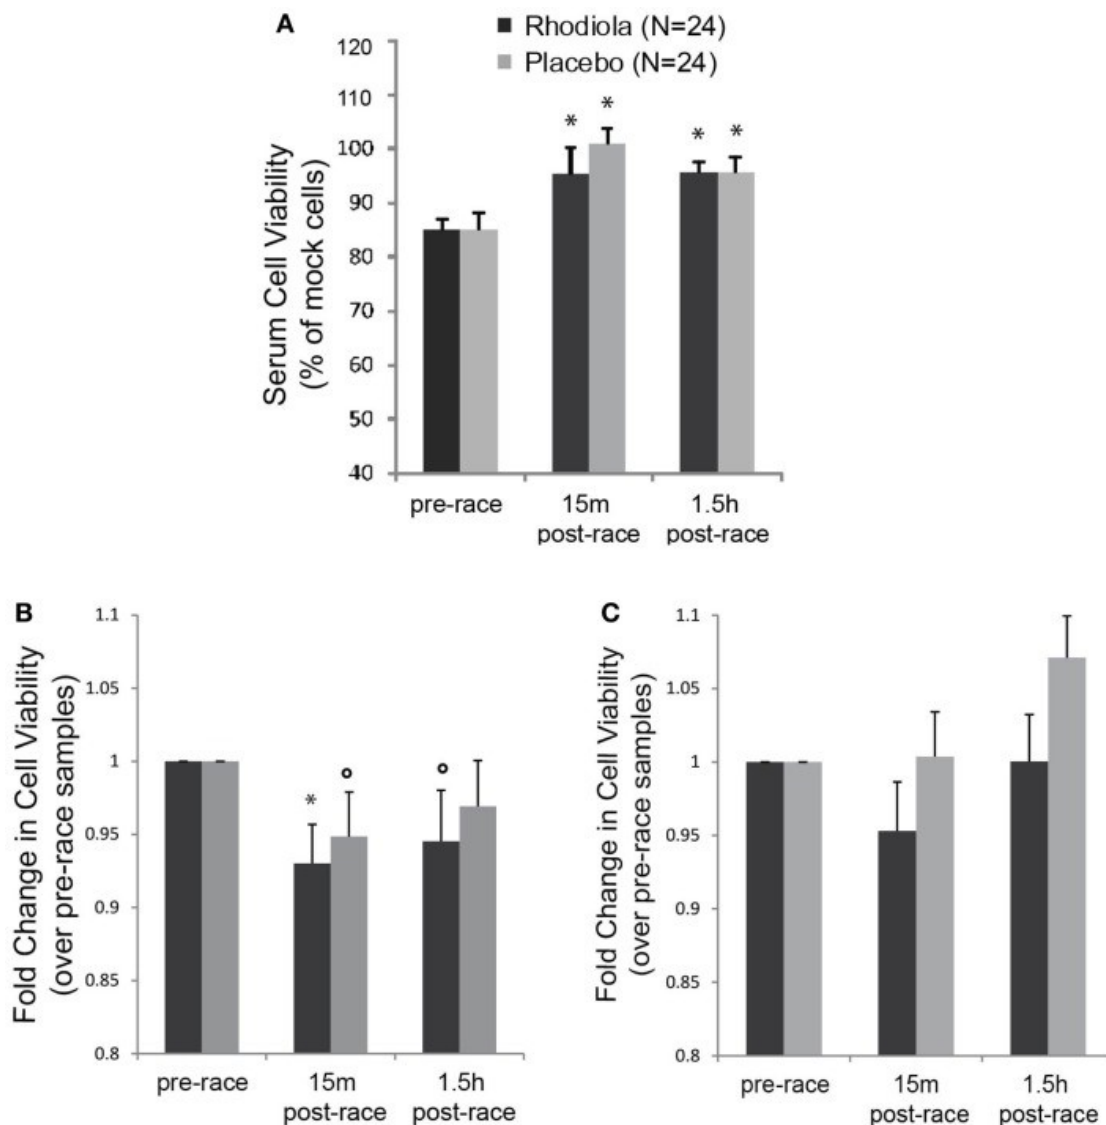 A
Rhodiola (N=24)
Placebo (N=24)
Serum Cell Viability
(% of mock cells)
120
110
100
90
80
70
60
50
40
* * * *
pre-race 15m post-race 1.5h post-race
B
Fold Change in Cell Viability
(over pre-race samples)
1.1
1.05
1
0.95
0.9
0.85
0.8
*
pre-race 15m post-race 1.5h post-race
C
Fold Change in Cell Viability
(over pre-race samples)
1.1
1.05
1
0.95
0.9
0.85
0.8
pre-race 15m post-race 1.5h post-race